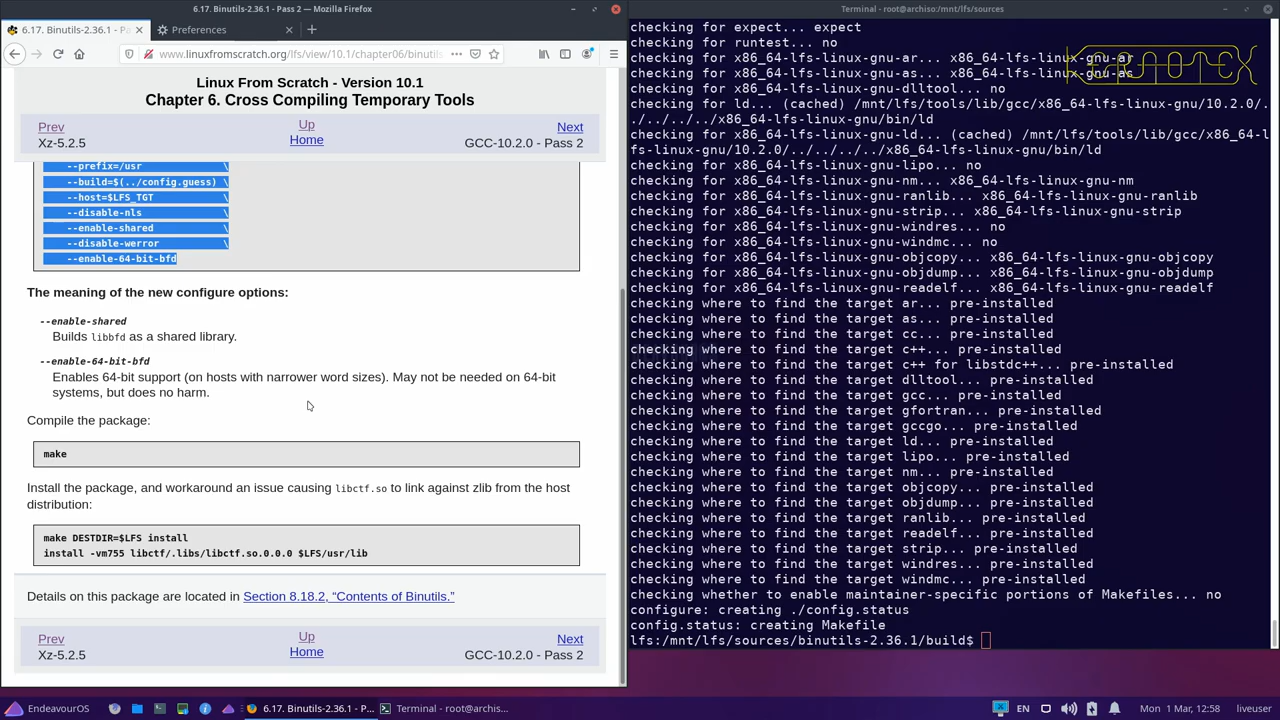 6.17. Binutils-2.36.1 - Pass 2 — Mozilla Firefox
6.17. Binutils-2.36.1 - Pa
Preferences
www.linuxfromscratch.org/lfs/view/10.1/chapter06/binutils
Linux From Scratch - Version 10.1
Chapter 6. Cross Compiling Temporary Tools
Prev Up Next
Xz-5.2.5 Home GCC-10.2.0 - Pass 2
--prefix=/usr \
--build=$(../config.guess) \
--host=$LFS_TGT \
--disable-nls \
--enable-shared \
--disable-werror \
--enable-64-bit-bfd
The meaning of the new configure options:
--enable-shared
Builds libbfd as a shared library.
--enable-64-bit-bfd
Enables 64-bit support (on hosts with narrower word sizes). May not be needed on 64-bit
systems, but does no harm.
Compile the package:
make
Install the package, and workaround an issue causing libctf.so to link against zlib from the host
distribution:
make DESTDIR=$LFS install
install -vm755 libctf/.libs/libctf.so.0.0.0 $LFS/usr/lib
Details on this package are located in Section 8.18.2, “Contents of Binutils.”
Prev Up Next
Xz-5.2.5 Home GCC-10.2.0 - Pass 2
Terminal - root@archiso:/mnt/lfs/sources
checking for expect... expect
checking for runtest... no
checking for x86_64-lfs-linux-gnu-ar... x86_64-lfs-linux-gnu-ar
checking for x86_64-lfs-linux-gnu-as... x86_64-lfs-linux-gnu-as
checking for x86_64-lfs-linux-gnu-dlltool... no
checking for ld... (cached) /mnt/lfs/tools/lib/gcc/x86_64-lfs-linux-gnu/10.2.0/.
./../../../x86_64-lfs-linux-gnu/bin/ld
checking for x86_64-lfs-linux-gnu-ld... (cached) /mnt/lfs/tools/lib/gcc/x86_64-l
fs-linux-gnu/10.2.0/../../../../x86_64-lfs-linux-gnu/bin/ld
checking for x86_64-lfs-linux-gnu-lipo... no
checking for x86_64-lfs-linux-gnu-nm... x86_64-lfs-linux-gnu-nm
checking for x86_64-lfs-linux-gnu-ranlib... x86_64-lfs-linux-gnu-ranlib
checking for x86_64-lfs-linux-gnu-strip... x86_64-lfs-linux-gnu-strip
checking for x86_64-lfs-linux-gnu-windres... no
checking for x86_64-lfs-linux-gnu-windmc... no
checking for x86_64-lfs-linux-gnu-objcopy... x86_64-lfs-linux-gnu-objcopy
checking for x86_64-lfs-linux-gnu-objdump... x86_64-lfs-linux-gnu-objdump
checking for x86_64-lfs-linux-gnu-readelf... x86_64-lfs-linux-gnu-readelf
checking where to find the target ar... pre-installed
checking where to find the target as... pre-installed
checking where to find the target cc... pre-installed
checking where to find the target c++... pre-installed
checking where to find the target c++ for libstdc++... pre-installed
checking where to find the target dlltool... pre-installed
checking where to find the target gcc... pre-installed
checking where to find the target gfortran... pre-installed
checking where to find the target gccgo... pre-installed
checking where to find the target ld... pre-installed
checking where to find the target lipo... pre-installed
checking where to find the target nm... pre-installed
checking where to find the target objcopy... pre-installed
checking where to find the target objdump... pre-installed
checking where to find the target ranlib... pre-installed
checking where to find the target readelf... pre-installed
checking where to find the target strip... pre-installed
checking where to find the target windres... pre-installed
checking where to find the target windmc... pre-installed
checking whether to enable maintainer-specific portions of Makefiles... no
configure: creating ./config.status
config.status: creating Makefile
lfs:/mnt/lfs/sources/binutils-2.36.1/build$
KERNOTEX
EndeavourOS
6.17. Binutils-2.36.1 - P...
Terminal - root@archis...
EN
Mon 1 Mar, 12:58
liveuser